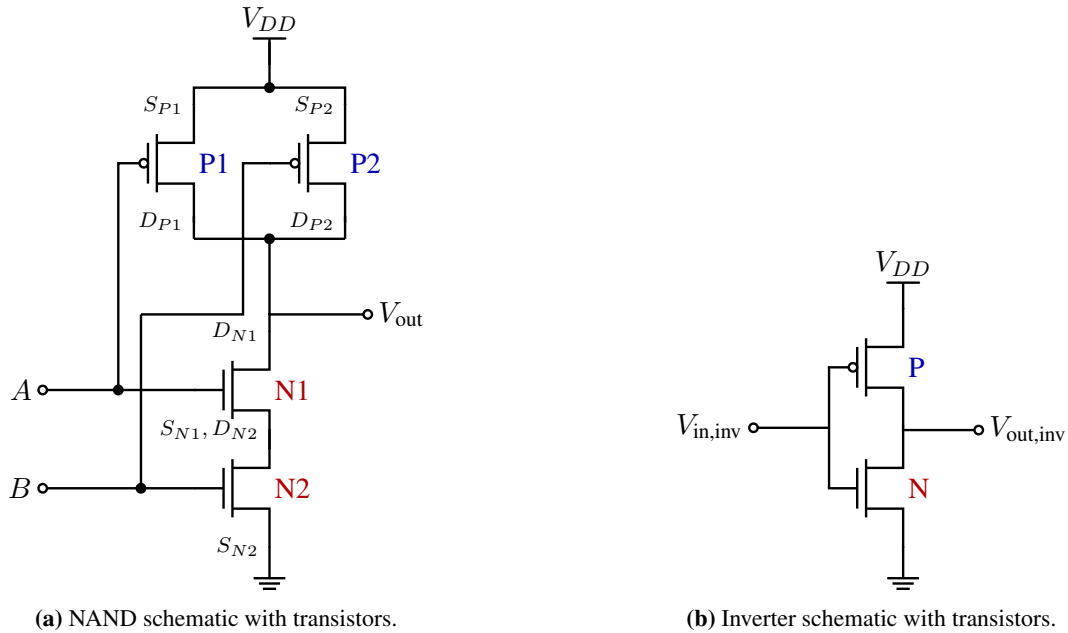 V_DD
S_P1 S_P2
P1 P2
D_P1 D_P2
V_out
D_N1
A N1
S_N1, D_N2
B N2
S_N2
(a) NAND schematic with transistors.
V_DD
P
V_in,inv V_out,inv
N
(b) Inverter schematic with transistors.